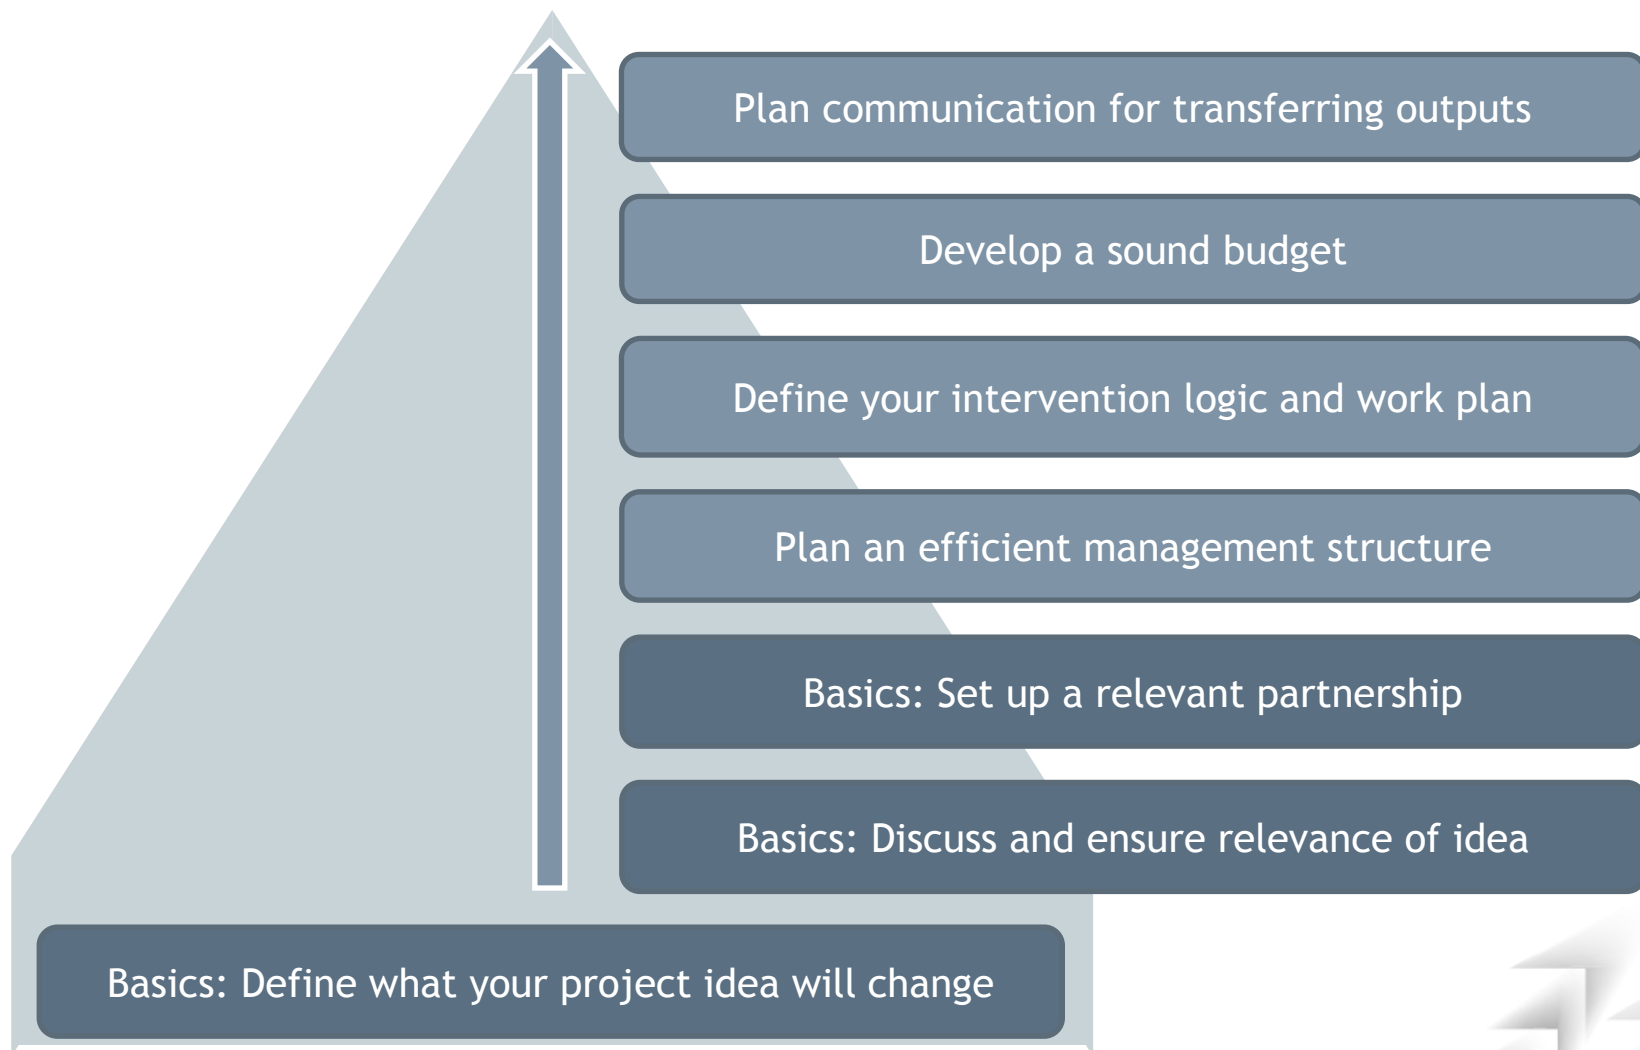 Plan communication for transferring outputs
Develop a sound budget
Define your intervention logic and work plan
Plan an efficient management structure
Basics: Set up a relevant partnership
Basics: Discuss and ensure relevance of idea
Basics: Define what your project idea will change